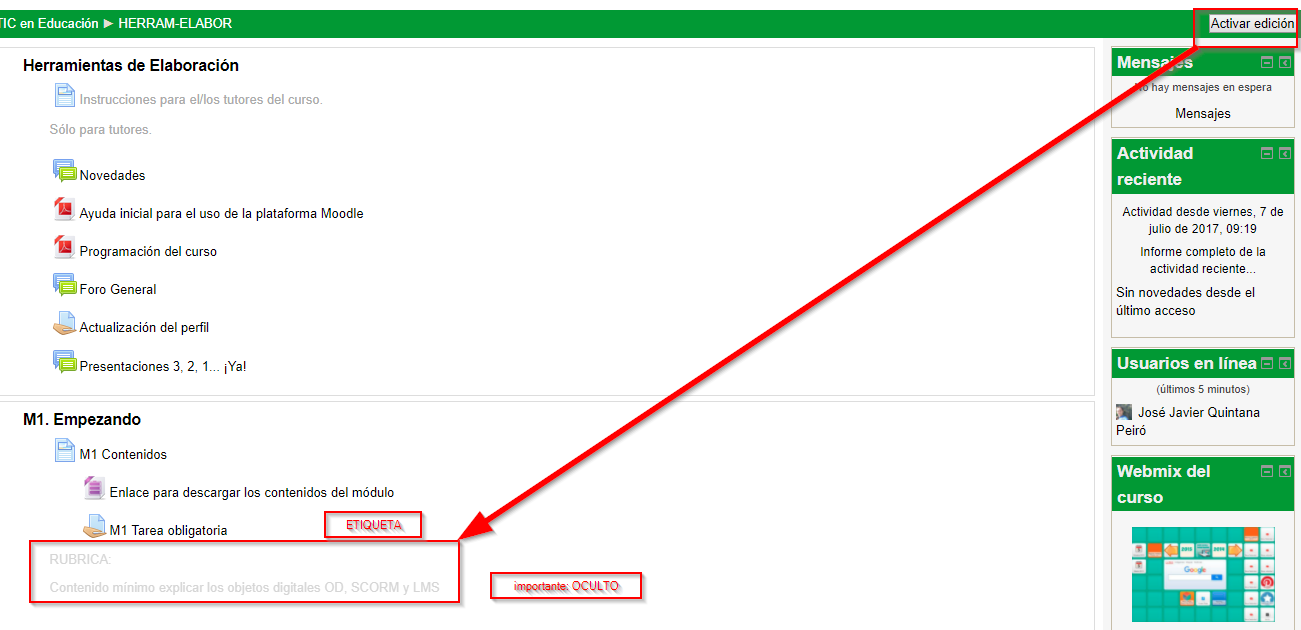 TIC en Educación ► HERRAM-ELABOR
Activar edición
Herramientas de Elaboración
Instrucciones para el/los tutores del curso.
Sólo para tutores.
Novedades
Ayuda inicial para el uso de la plataforma Moodle
Programación del curso
Foro General
Actualización del perfil
Presentaciones 3, 2, 1... ¡Ya!
M1. Empezando
M1 Contenidos
Enlace para descargar los contenidos del módulo
M1 Tarea obligatoria
ETIQUETA
RUBRICA:
Contenido mínimo explicar los objetos digitales OD, SCORM y LMS
importante: OCULTO
Mensajes
No hay mensajes en espera
Mensajes
Actividad
reciente
Actividad desde viernes, 7 de
julio de 2017, 09:19
Informe completo de la
actividad reciente...
Sin novedades desde el
último acceso
Usuarios en línea
(últimos 5 minutos)
José Javier Quintana
Peiró
Webmix del
curso
Google